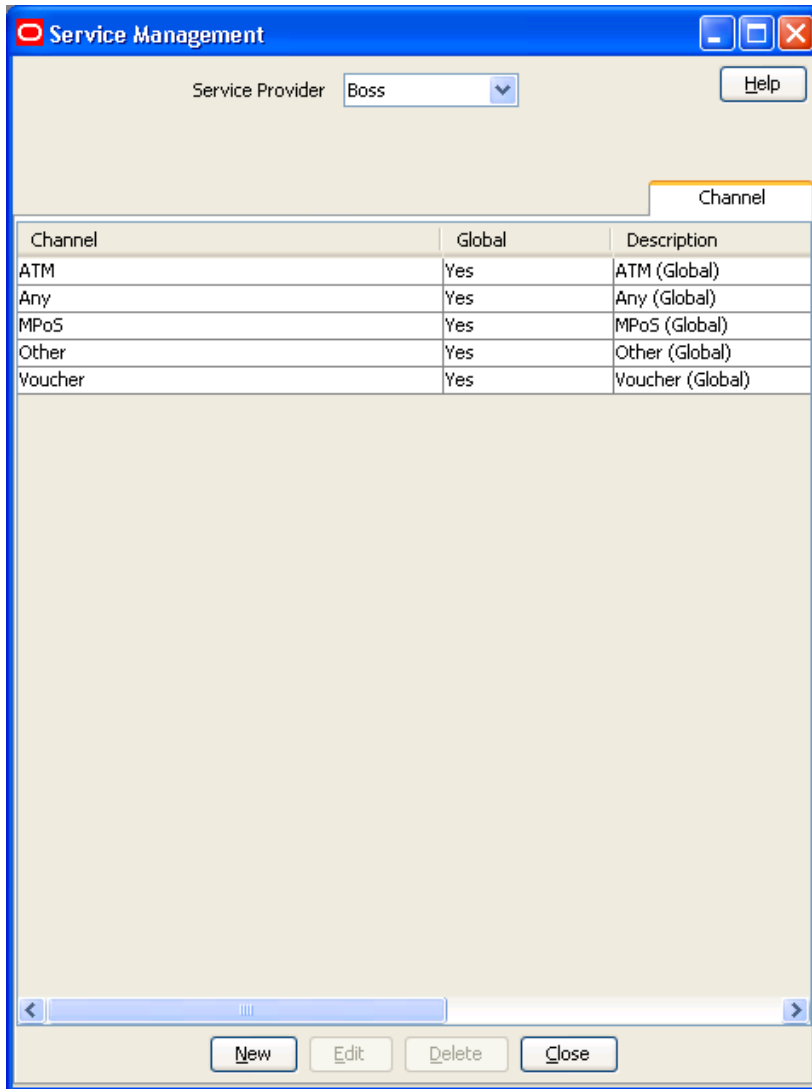 Service Management
Service Provider Boss Help
Channel
Channel Global Description
ATM Yes ATM (Global)
Any Yes Any (Global)
MPoS Yes MPoS (Global)
Other Yes Other (Global)
Voucher Yes Voucher (Global)
New Edit Delete Close